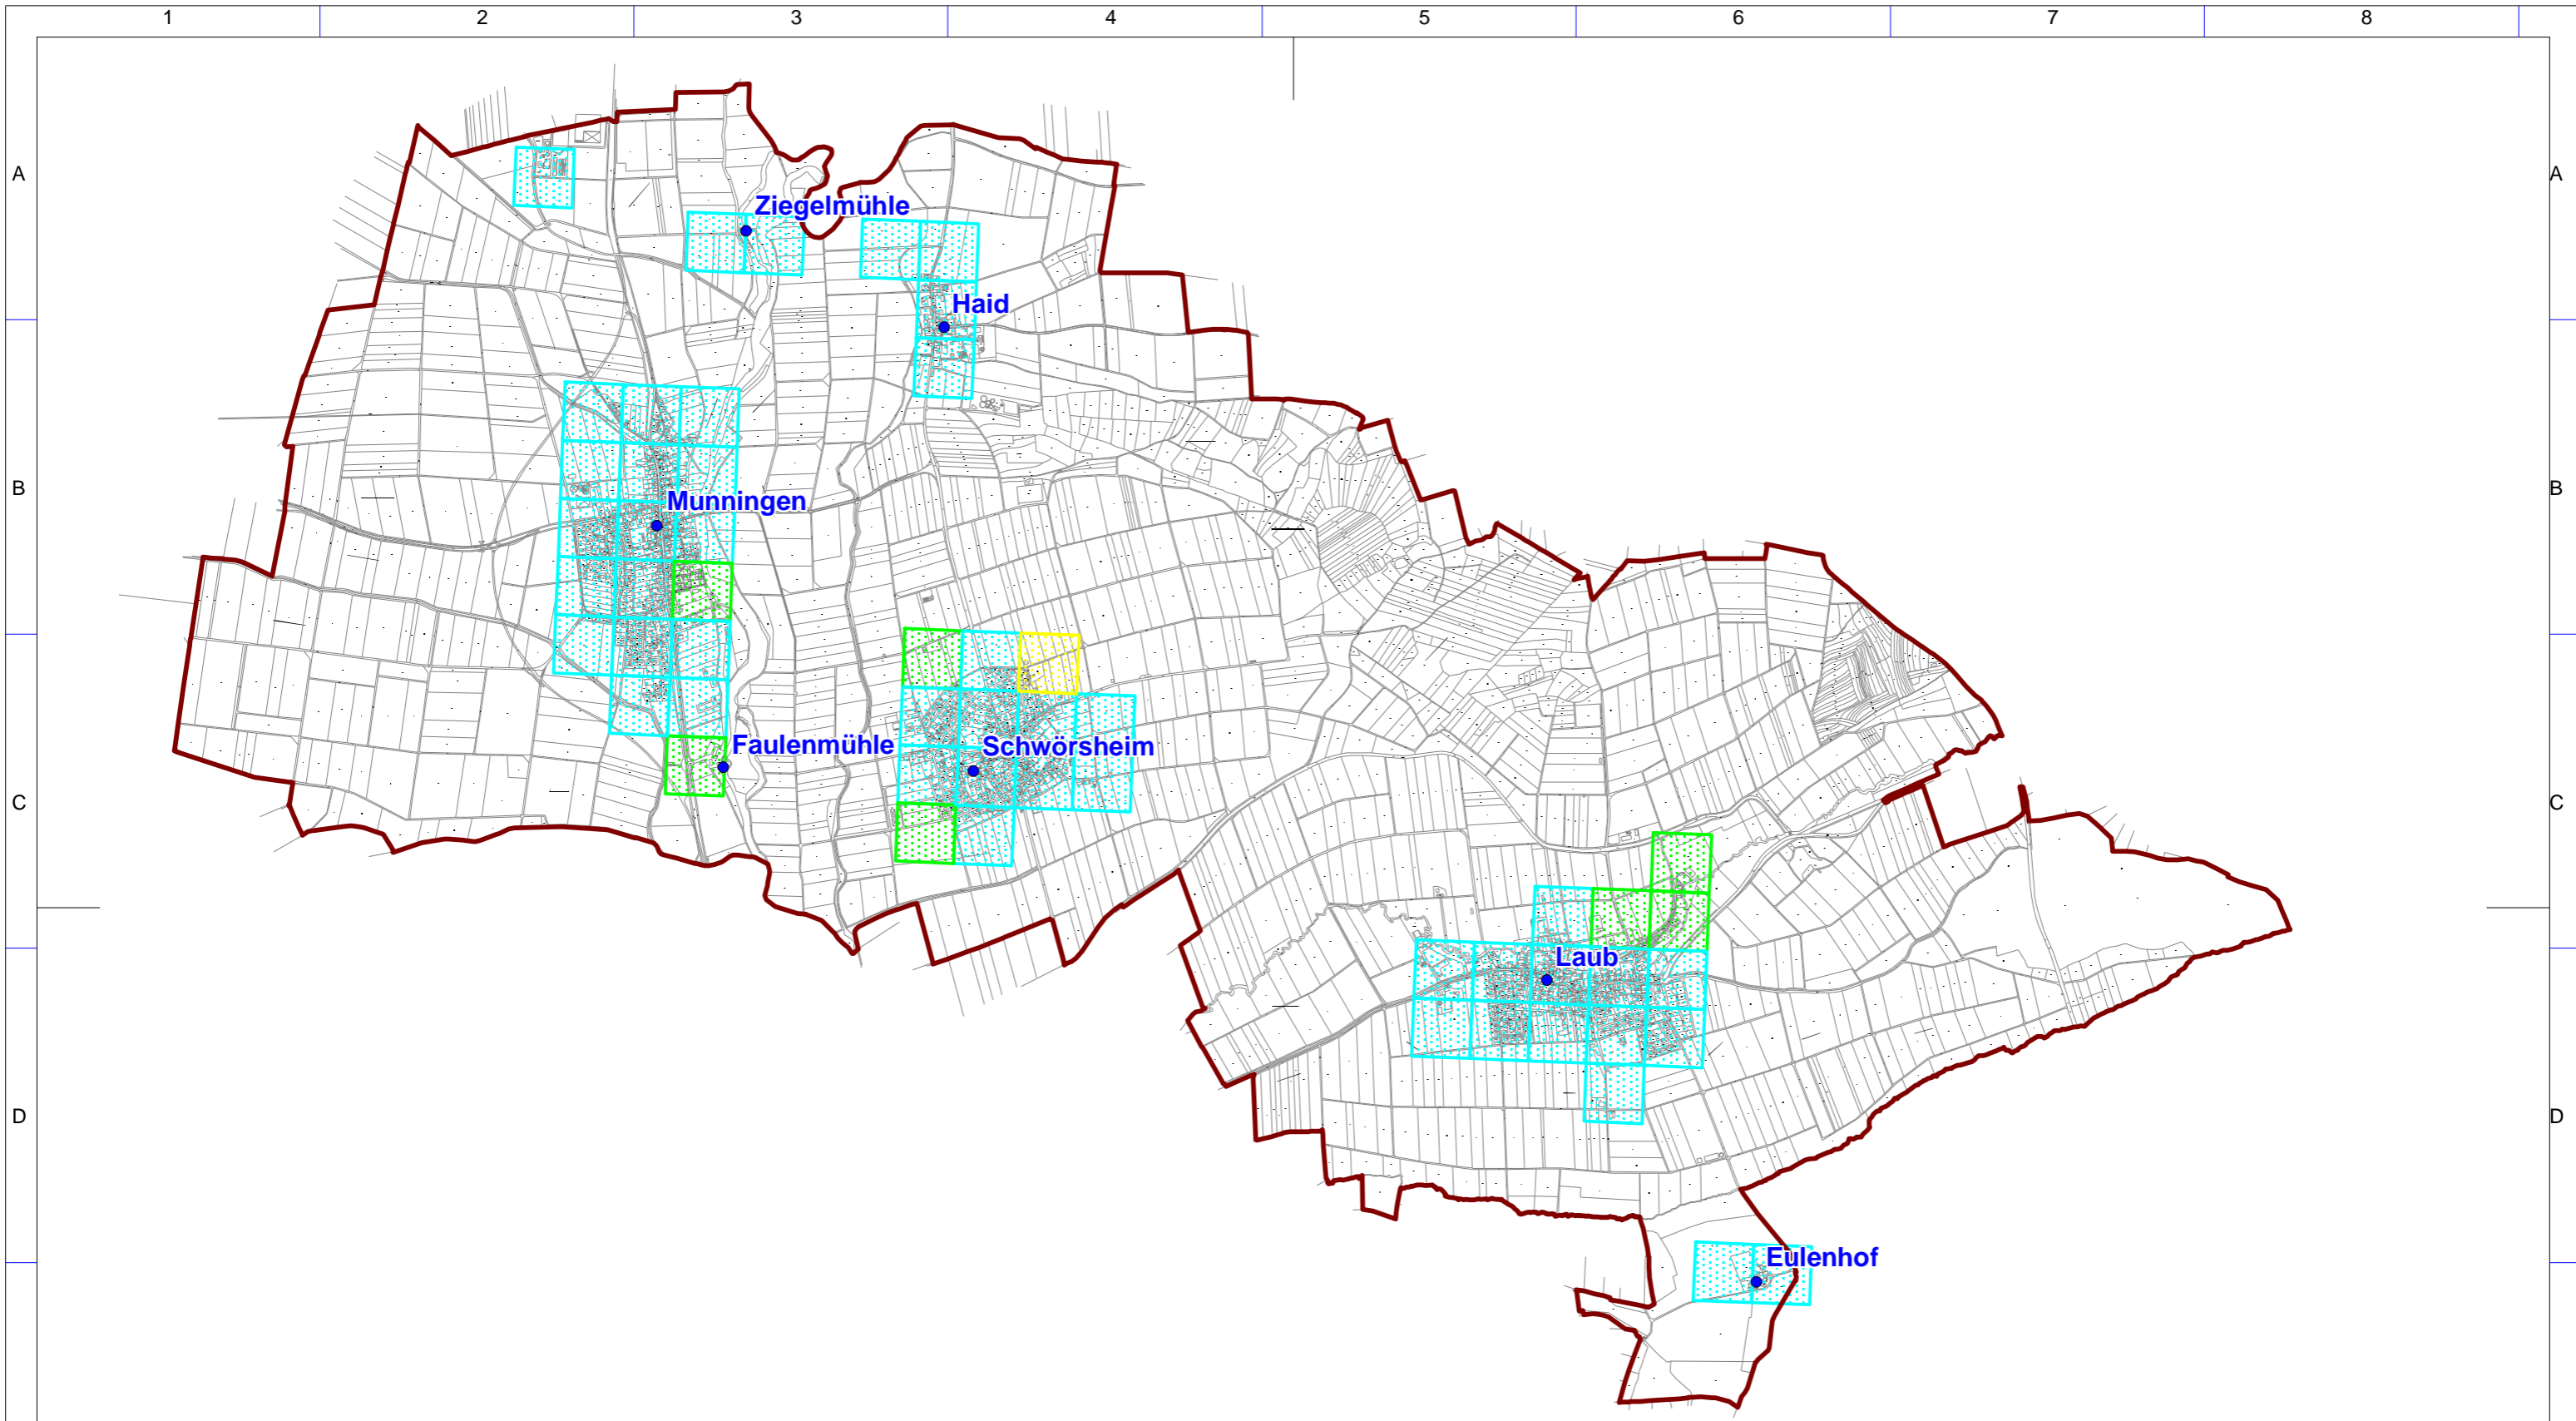 1 2 3 4 5 6 7 8
A A
Ziegelmühle
Haid
B B
Munningen
Faulenmühle
Schwörsheim
C C
Laub
D D
Eulenhof